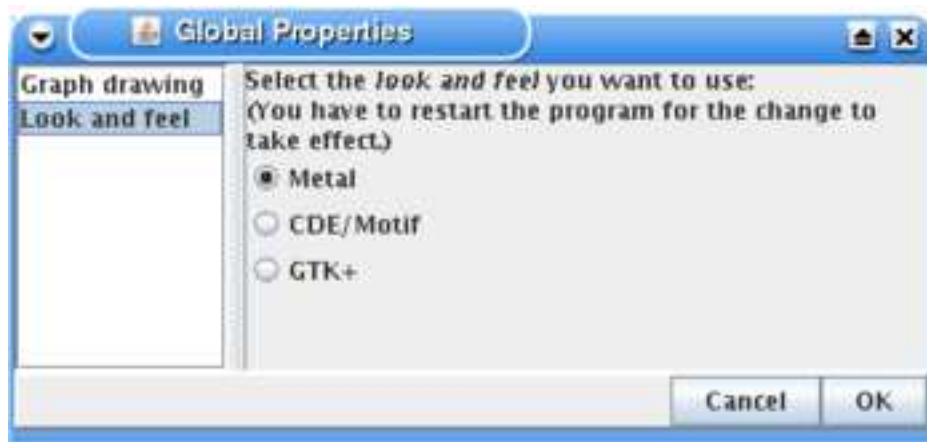 Global Properties
Graph drawing
Look and feel
Select the look and feel you want to use:
(You have to restart the program for the change to
take effect.)
Metal
CDE/Motif
GTK+
Cancel
OK